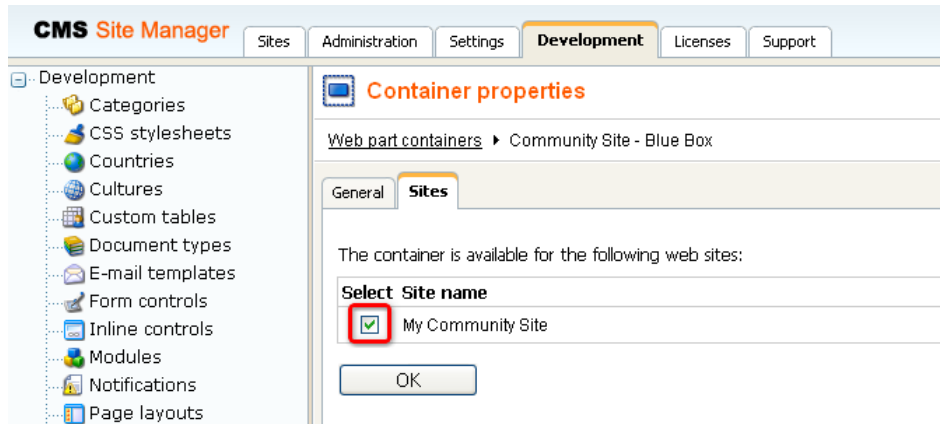 CMS Site Manager
Sites Administration Settings Development Licenses Support
Development
Categories
CSS stylesheets
Countries
Cultures
Custom tables
Document types
E-mail templates
Form controls
Inline controls
Modules
Notifications
Page layouts
Container properties
Web part containers Community Site - Blue Box
General Sites
The container is available for the following web sites:
Select Site name
My Community Site
OK